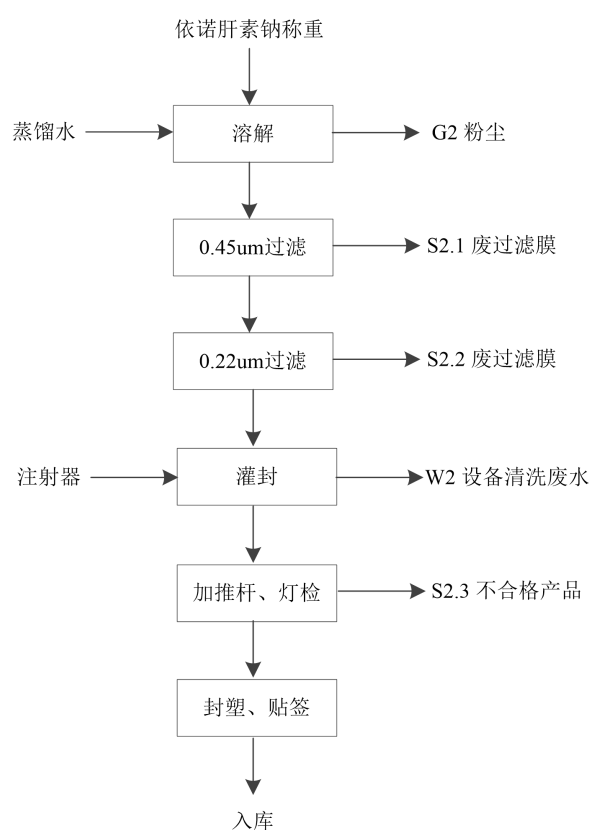 依诺肝素钠称重
蒸馏水
溶解
G2 粉尘
0.45um过滤
S2.1 废过滤膜
0.22um过滤
S2.2 废过滤膜
注射器
灌封
W2 设备清洗废水
加推杆、灯检
S2.3 不合格产品
封塑、贴签
入库